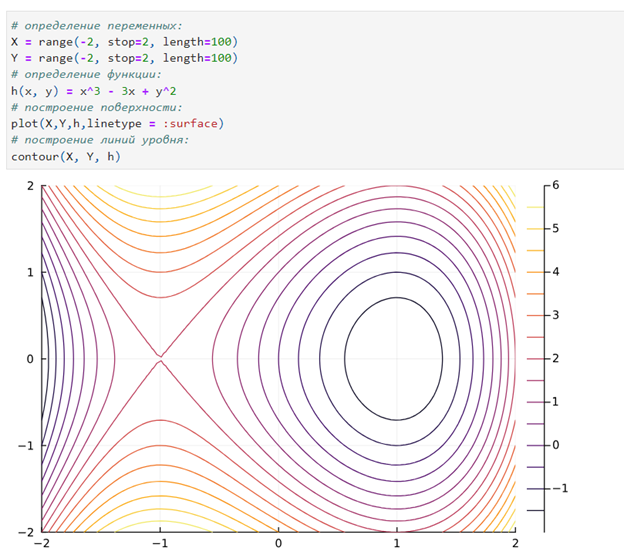 # определение переменных:
X = range(-2, stop=2, length=100)
Y = range(-2, stop=2, length=100)
# определение функции:
h(x, y) = x^3 - 3x + y^2
# построение поверхности:
plot(X,Y,h,linetype = :surface)
# построение линий уровня:
contour(X, Y, h)
2
1
0
−1
−2
−2
−1
0
1
2
6
5
4
3
2
1
0
−1